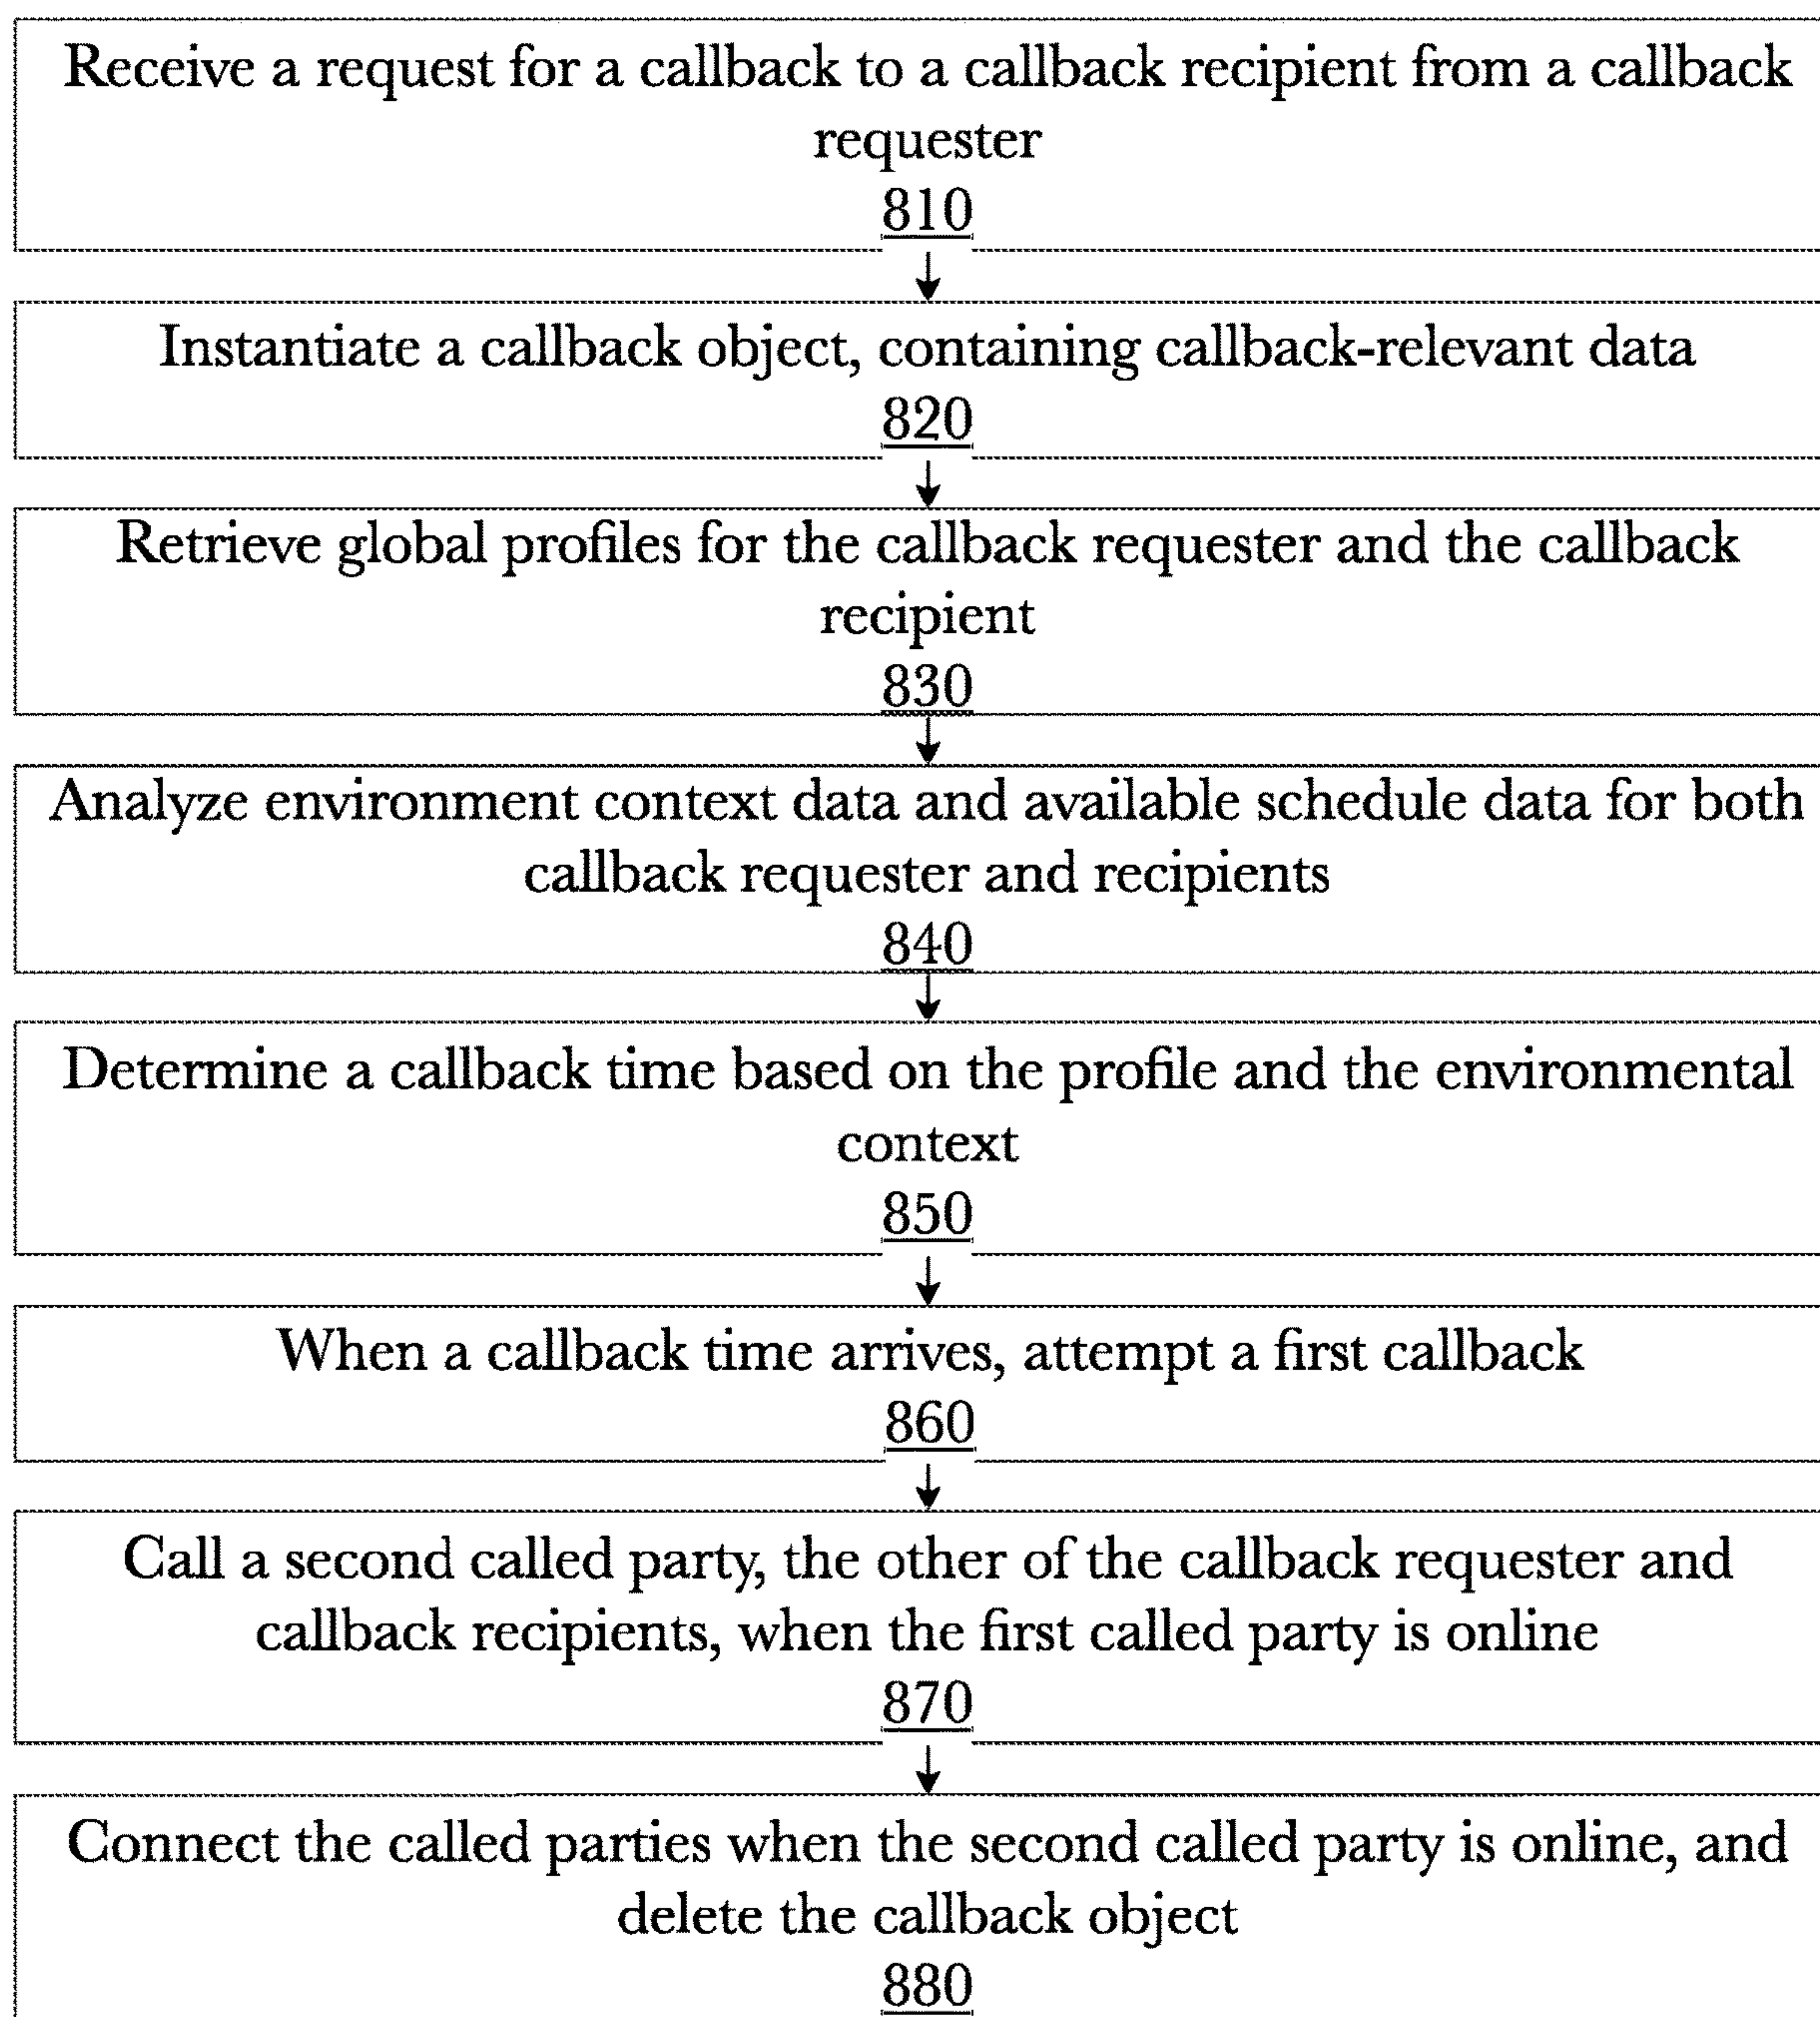 Receive a request for a callback to a callback recipient from a callback
requester
810
Instantiate a callback object, containing callback-relevant data
820
Retrieve global profiles for the callback requester and the callback
recipient
830
Analyze environment context data and available schedule data for both
callback requester and recipients
840
Determine a callback time based on the profile and the environmental
context
850
When a callback time arrives, attempt a first callback
860
Call a second called party, the other of the callback requester and
callback recipients, when the first called party is online
870
Connect the called parties when the second called party is online, and
delete the callback object
880